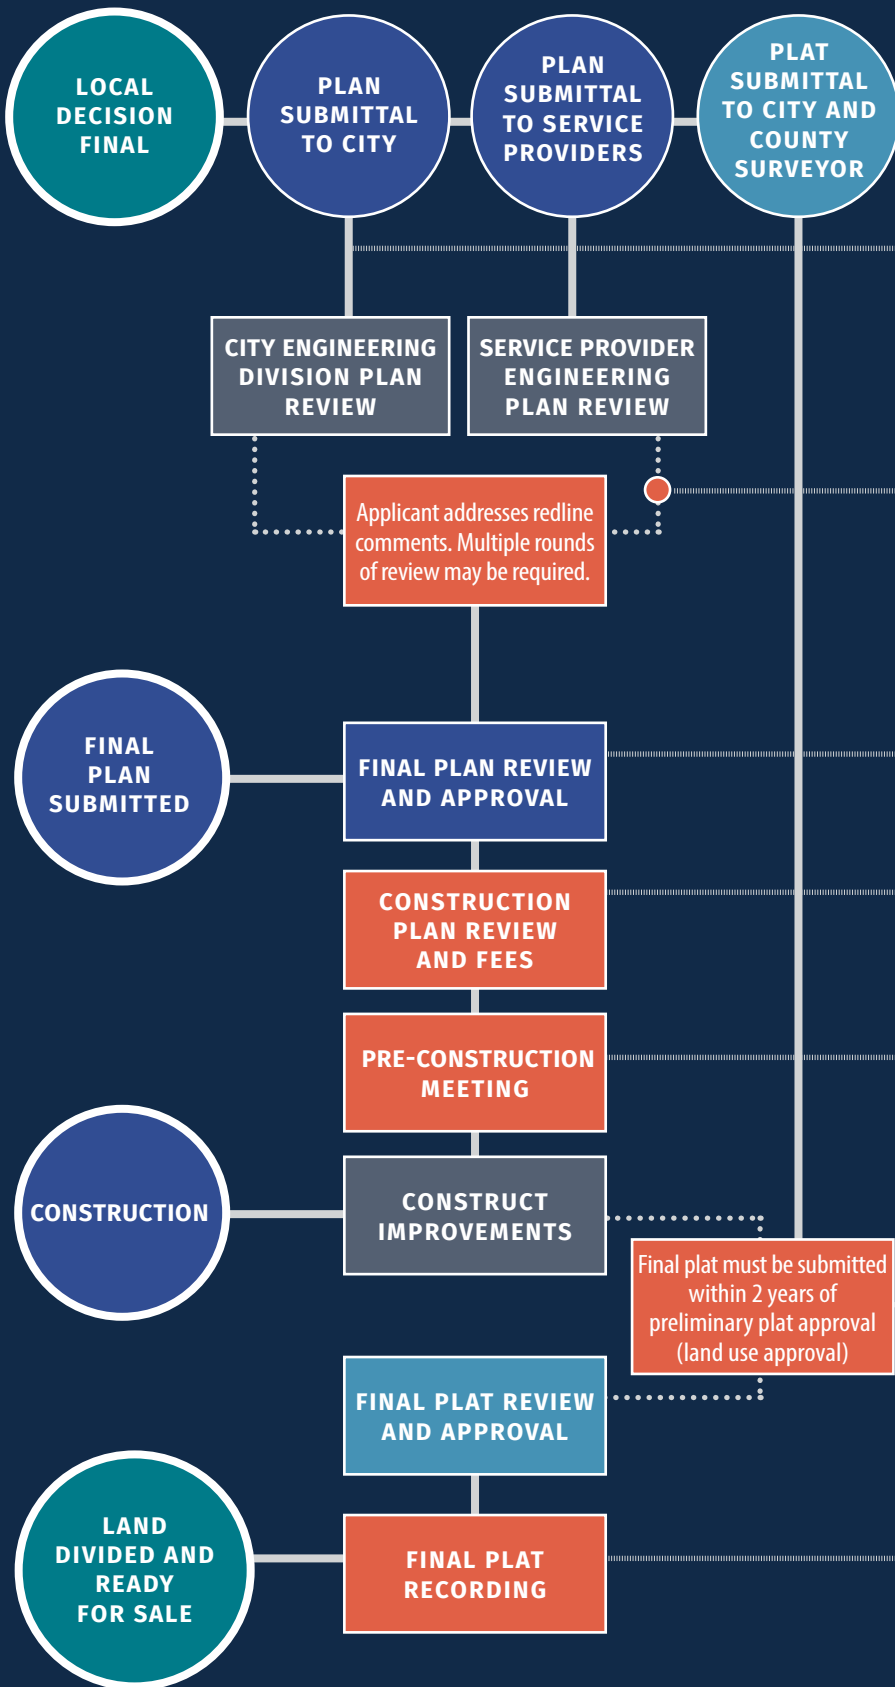 LOCAL
DECISION
FINAL
PLAN
SUBMITTAL
TO CITY
PLAN
SUBMITTAL
TO SERVICE
PROVIDERS
PLAT
SUBMITTAL
TO CITY AND
COUNTY
SURVEYOR
CITY ENGINEERING
DIVISION PLAN
REVIEW
SERVICE PROVIDER
ENGINEERING
PLAN REVIEW
Applicant addresses redline
comments. Multiple rounds
of review may be required.
FINAL
PLAN
SUBMITTED
FINAL PLAN REVIEW
AND APPROVAL
CONSTRUCTION
PLAN REVIEW
AND FEES
PRE-CONSTRUCTION
MEETING
CONSTRUCTION
CONSTRUCT
IMPROVEMENTS
Final plat must be submitted
within 2 years of
preliminary plat approval
(land use approval)
FINAL PLAT REVIEW
AND APPROVAL
LAND
DIVIDED AND
READY
FOR SALE
FINAL PLAT
RECORDING